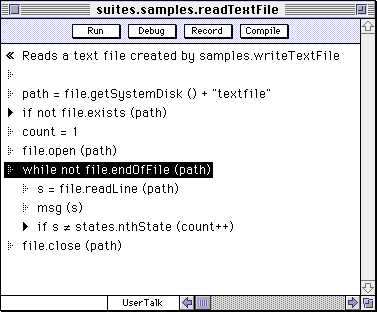 suites.samples.readTextFile
Run Debug Record Compile
« Reads a text file created by samples.writeTextFile
path = file.getSystemDisk () + "textfile"
if not file.exists (path)
count = 1
file.open (path)
while not file.endOfFile (path)
s = file.readLine (path)
msg (s)
if s ≠ states.nthState (count++)
file.close (path)
UserTalk